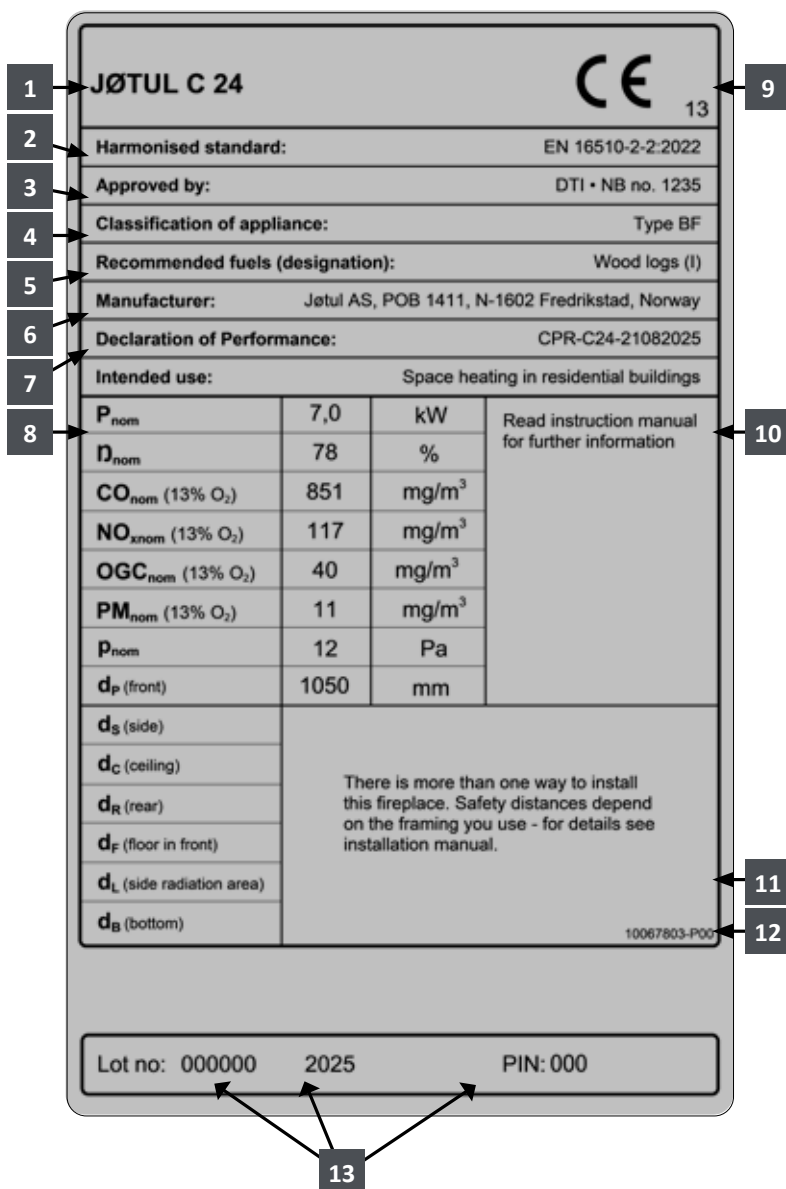 JØTUL C 24 CE 13
Harmonised standard: EN 16510-2-2:2022
Approved by: DTI • NB no. 1235
Classification of appliance: Type BF
Recommended fuels (designation): Wood logs (I)
Manufacturer: Jøtul AS, POB 1411, N-1602 Fredrikstad, Norway
Declaration of Performance: CPR-C24-21082025
Intended use: Space heating in residential buildings
Pnom 7,0 kW
Ŋnom 78 %
COnom (13% O₂) 851 mg/m³
NOxnom (13% O₂) 117 mg/m³
OGCnom (13% O₂) 40 mg/m³
PMnom (13% O₂) 11 mg/m³
pnom 12 Pa
dP (front) 1050 mm
Read instruction manual
for further information
dS (side)
dC (ceiling)
dR (rear)
dF (floor in front)
dL (side radiation area)
dB (bottom)
There is more than one way to install
this fireplace. Safety distances depend
on the framing you use - for details see
installation manual.
10067803-P00
Lot no: 000000 2025 PIN: 000
1
2
3
4
5
6
7
8
9
10
11
12
13